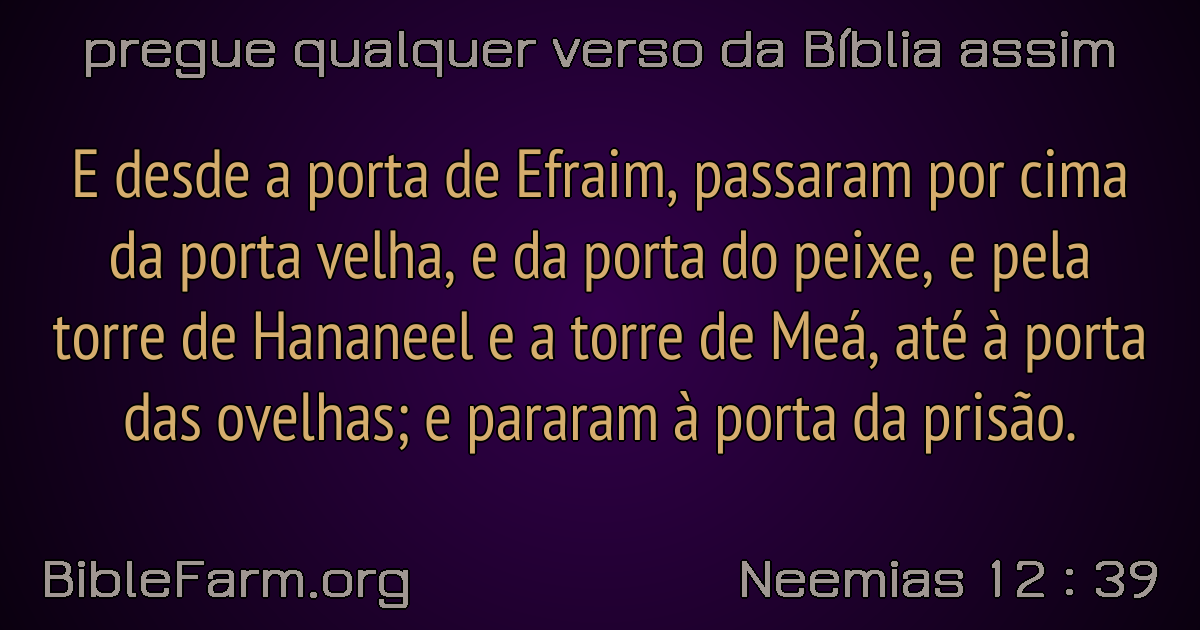 pregue qualquer verso da Bíblia assim
E desde a porta de Efraim, passaram por cima
da porta velha, e da porta do peixe, e pela
torre de Hananeel e a torre de Meá, até à porta
das ovelhas; e pararam à porta da prisão.
BibleFarm.org
Neemias 12 : 39